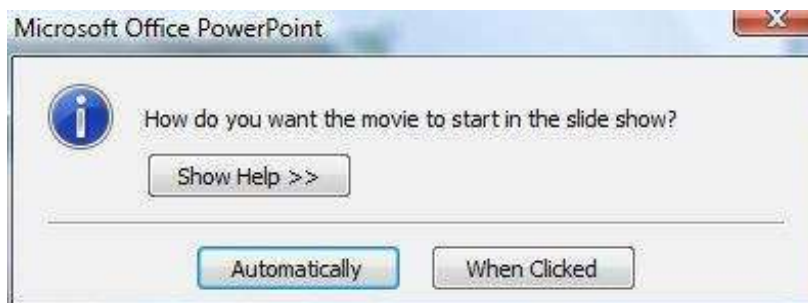 Microsoft Office PowerPoint
How do you want the movie to start in the slide show?
Show Help >>
Automatically When Clicked